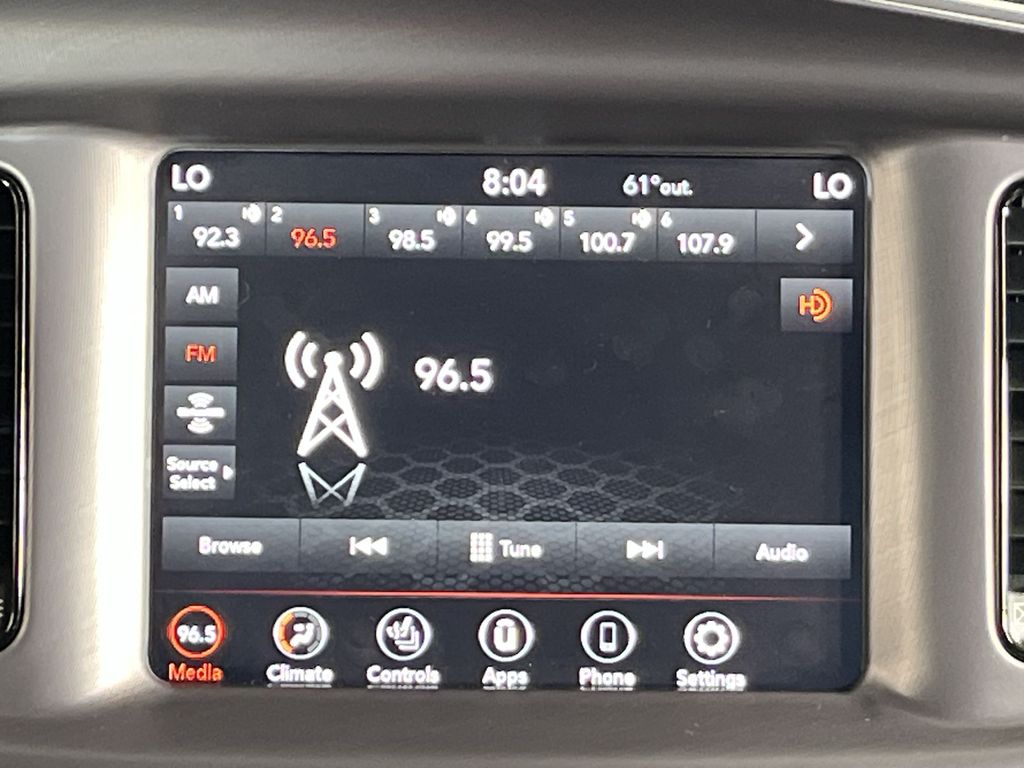 LO 8:04 61°out. LO
1 2 3 4 5 6
92.3 96.5 98.5 99.5 100.7 107.9
AM
HD
FM
96.5
Source
Select
Browse Tune Audio
96.5
Media Climate Controls Apps Phone Settings